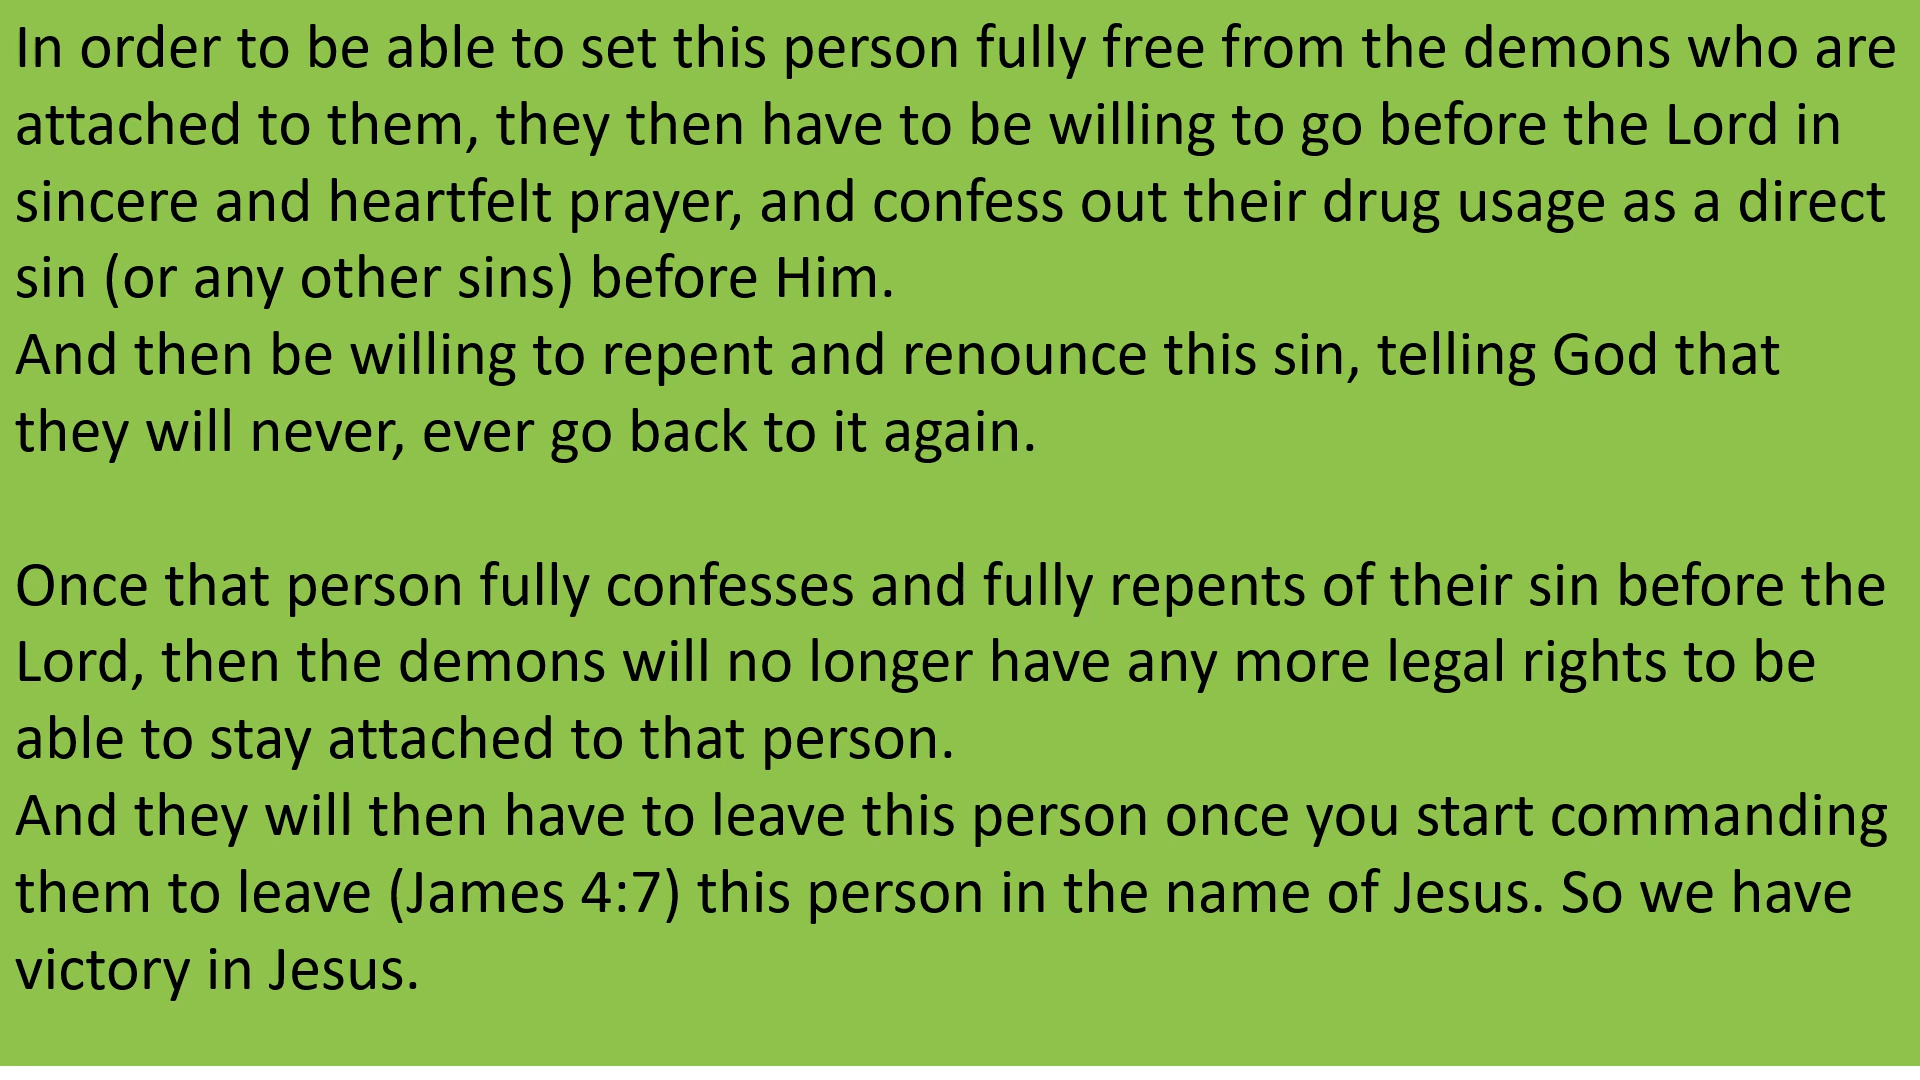 In order to be able to set this person fully free from the demons who are
attached to them, they then have to be willing to go before the Lord in
sincere and heartfelt prayer, and confess out their drug usage as a direct
sin (or any other sins) before Him.
And then be willing to repent and renounce this sin, telling God that
they will never, ever go back to it again.
Once that person fully confesses and fully repents of their sin before the
Lord, then the demons will no longer have any more legal rights to be
able to stay attached to that person.
And they will then have to leave this person once you start commanding
them to leave (James 4:7) this person in the name of Jesus. So we have
victory in Jesus.